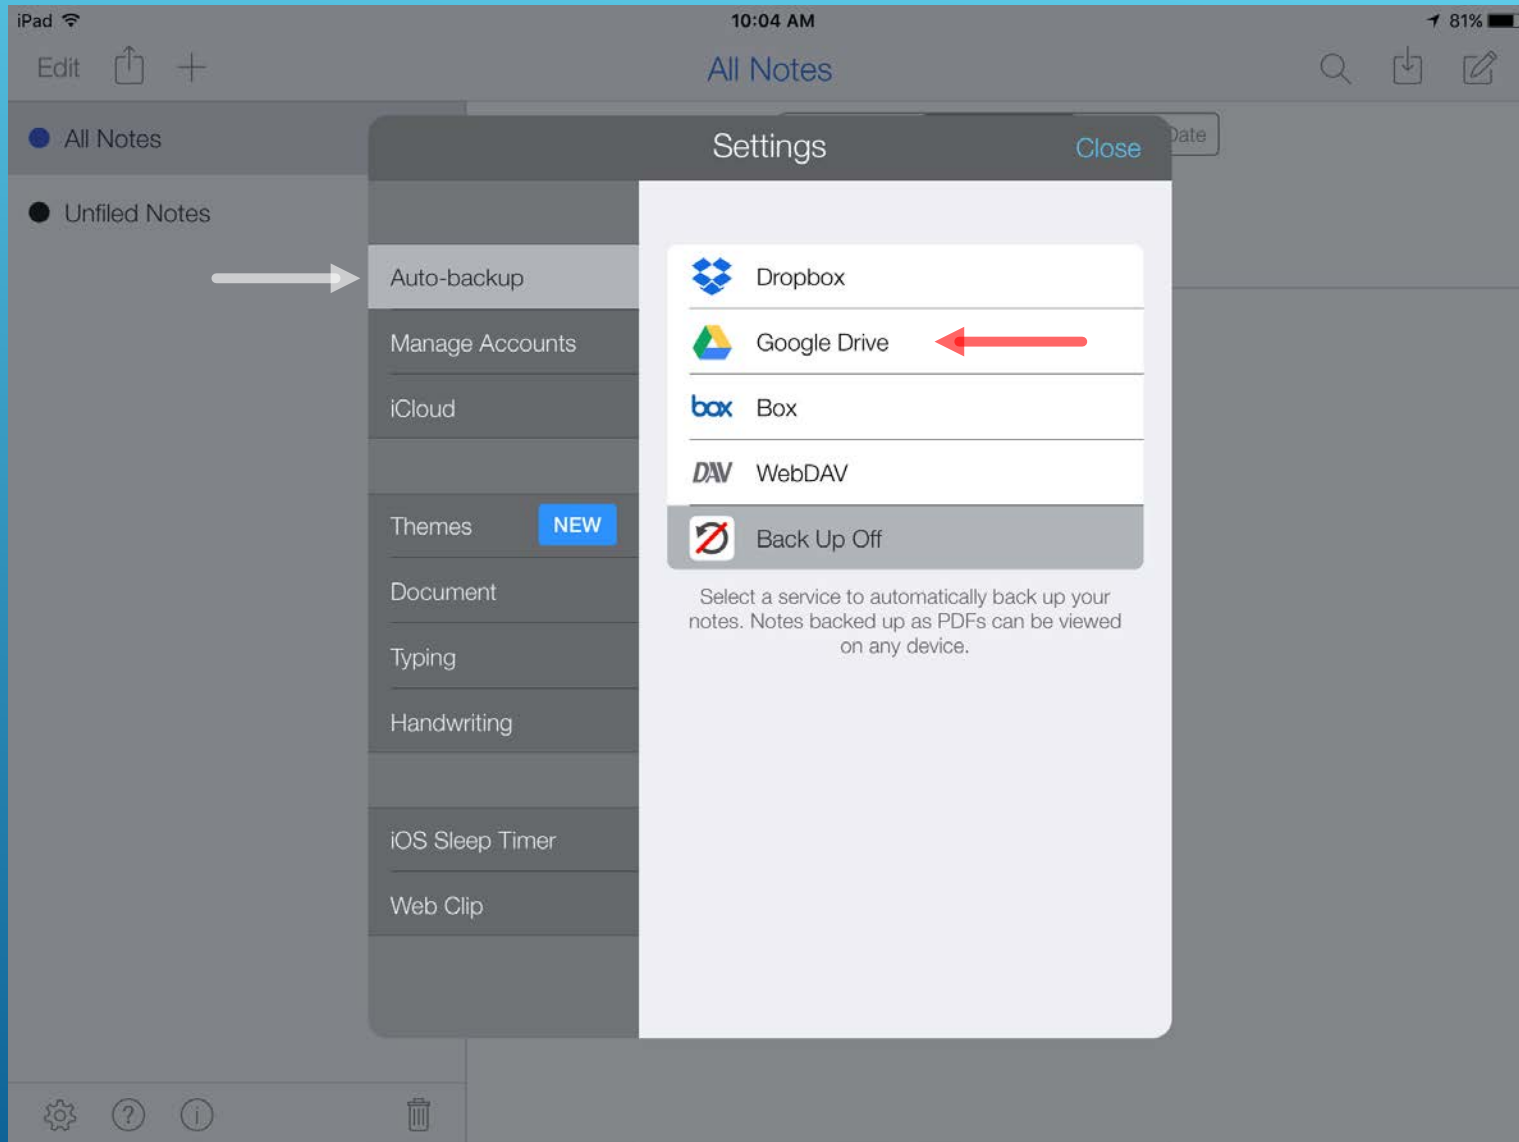 iPad 10:04 AM 81%
Edit All Notes
All Notes
Unfiled Notes
Date
Settings Close
Auto-backup
Manage Accounts
iCloud
Themes NEW
Document
Typing
Handwriting
iOS Sleep Timer
Web Clip
Dropbox
Google Drive
box Box
DAV WebDAV
Back Up Off
Select a service to automatically back up your
notes. Notes backed up as PDFs can be viewed
on any device.